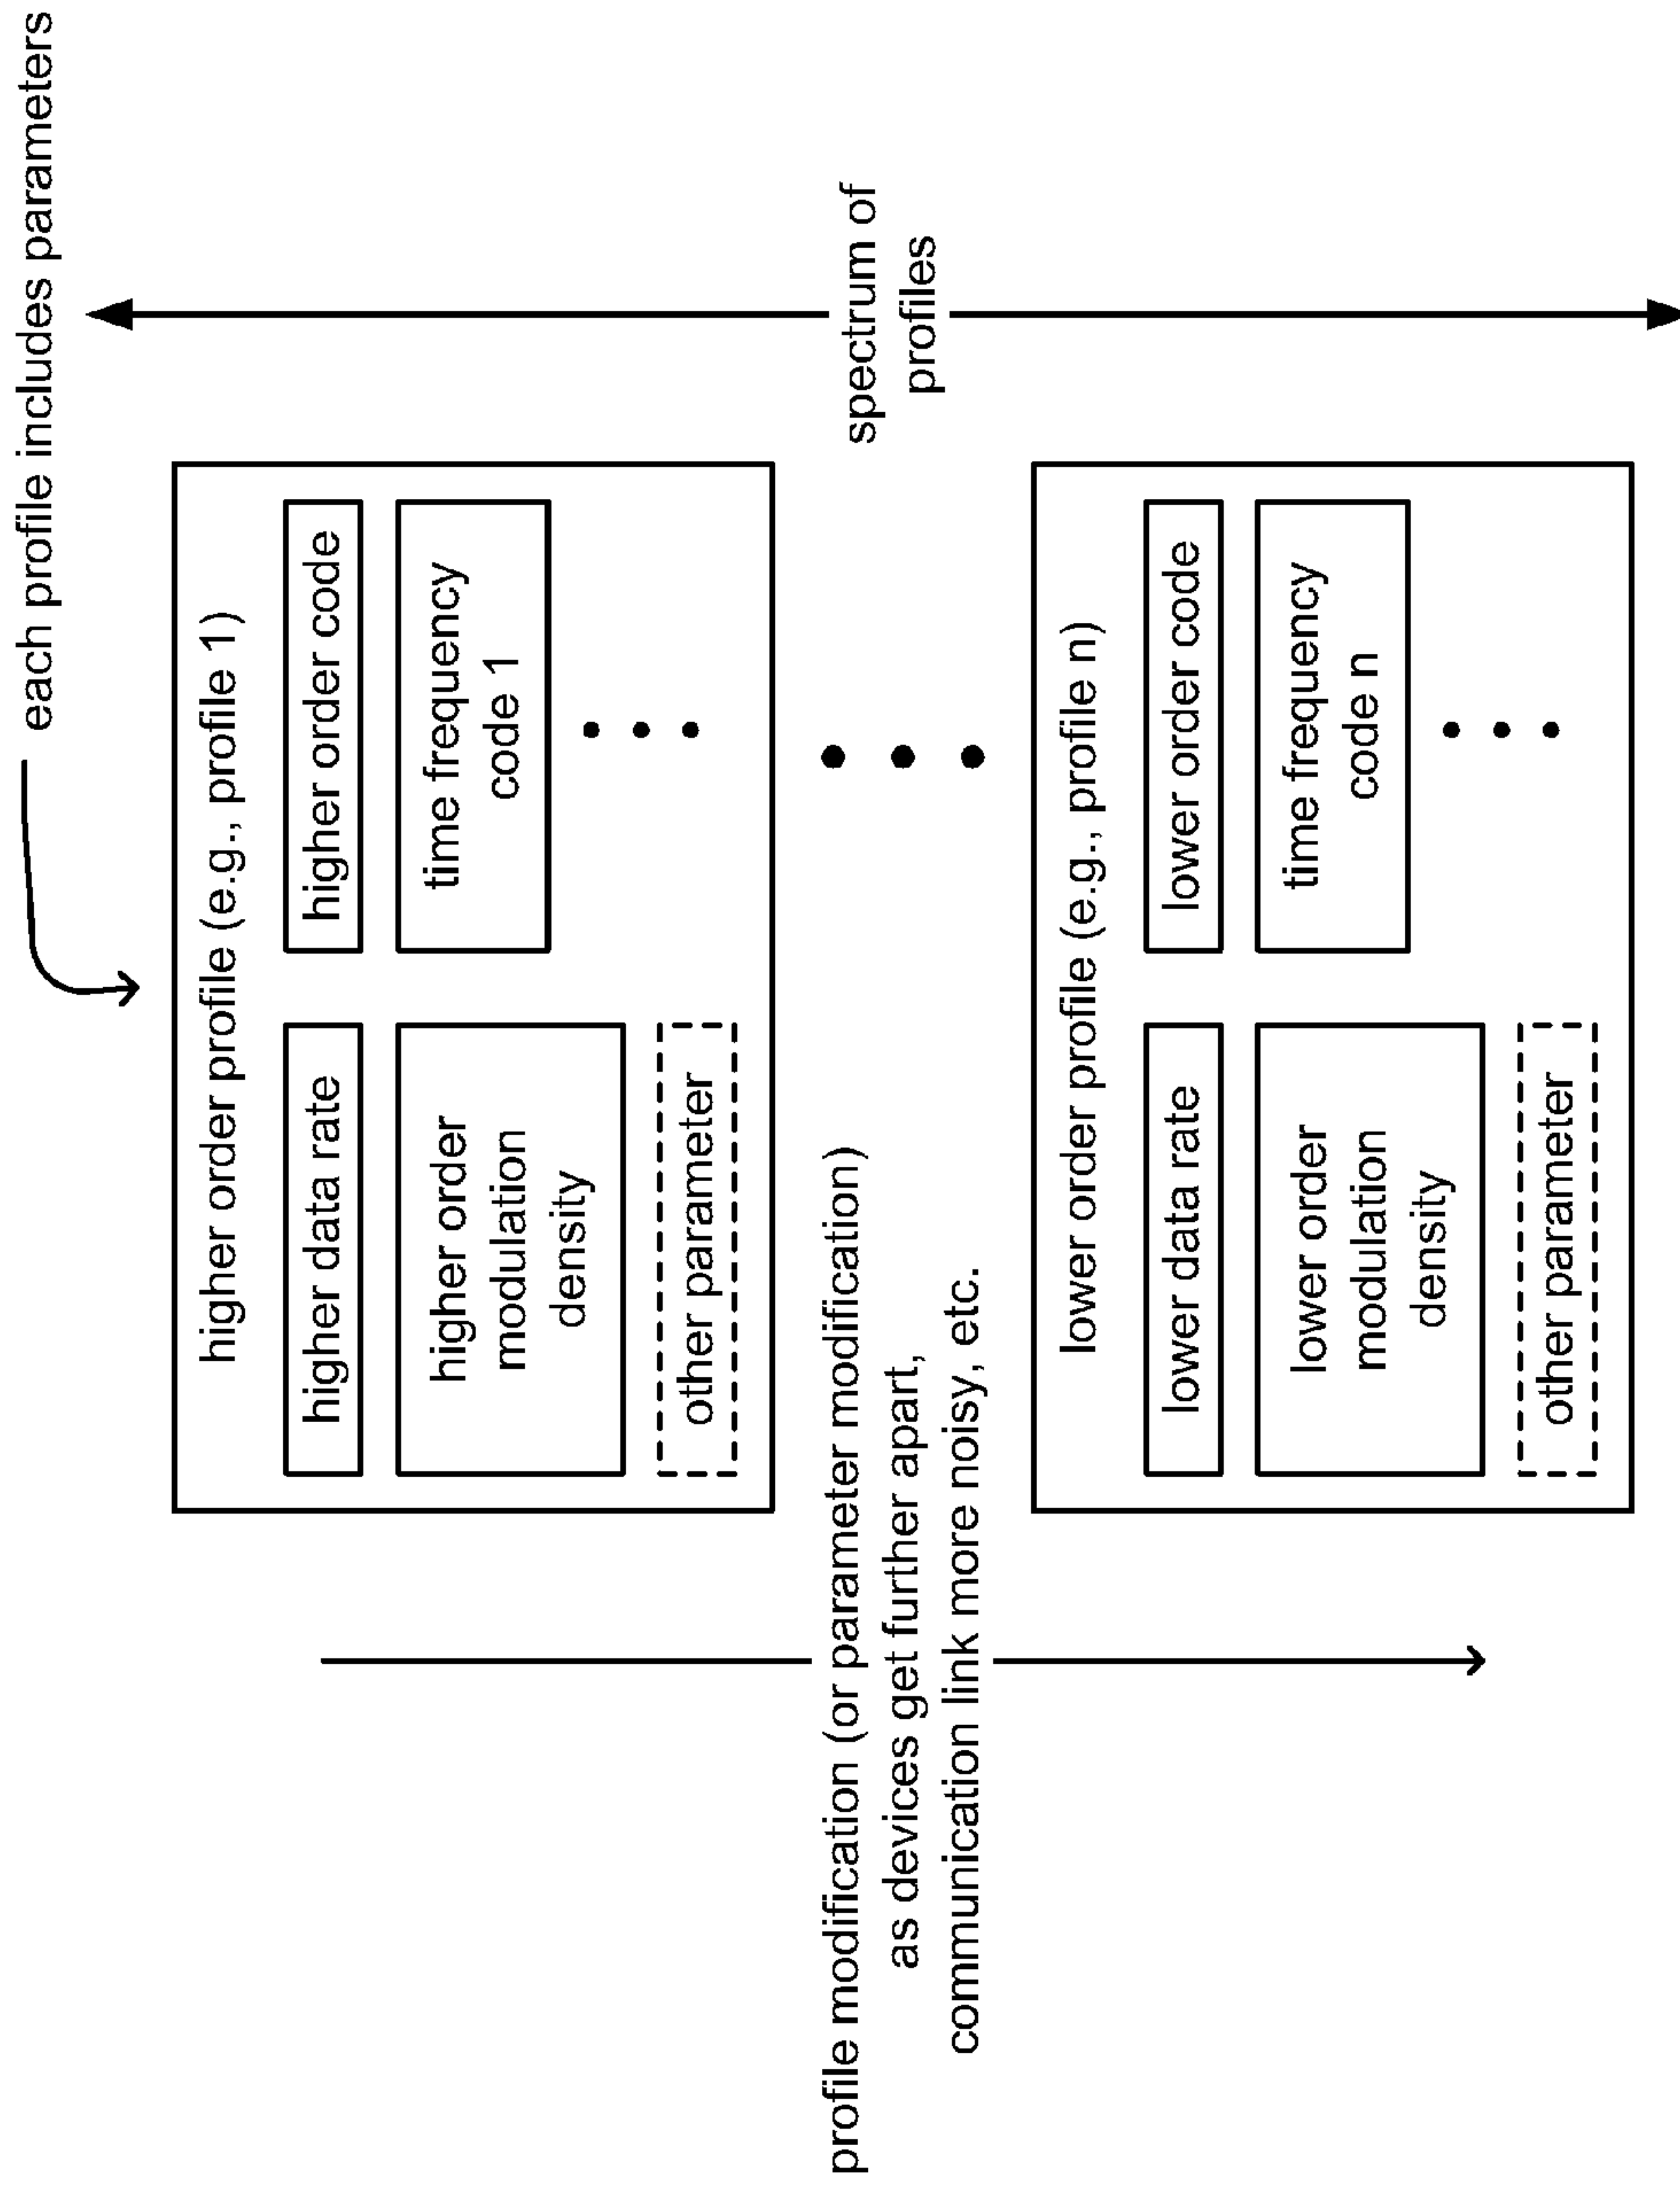 each profile includes parameters
higher order profile (e.g., profile 1)
higher data rate
higher order code
higher order
modulation
density
time frequency
code 1
other parameter
profile modification (or parameter modification)
as devices get further apart,
communication link more noisy, etc.
spectrum of
profiles
lower order profile (e.g., profile n)
lower data rate
lower order code
lower order
modulation
density
time frequency
code n
other parameter